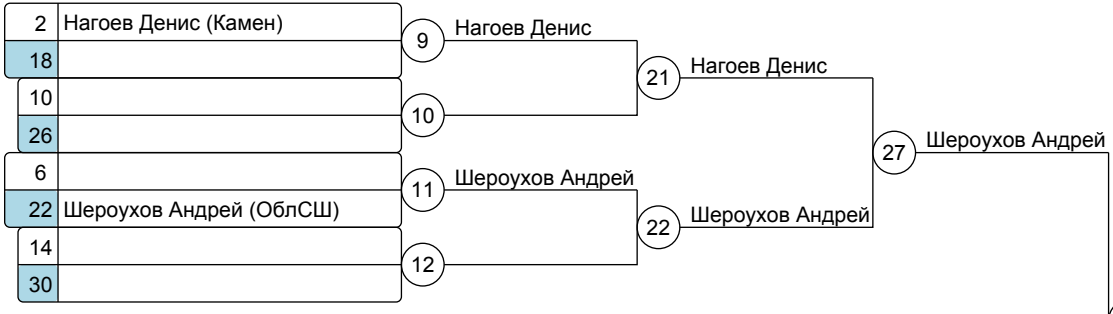 2 Нагоев Денис (Камен)
9 Нагоев Денис
18
21 Нагоев Денис
10
10
26
27 Шероухов Андрей
6
11 Шероухов Андрей
22 Шероухов Андрей (ОблСШ)
22 Шероухов Андрей
14
12
30